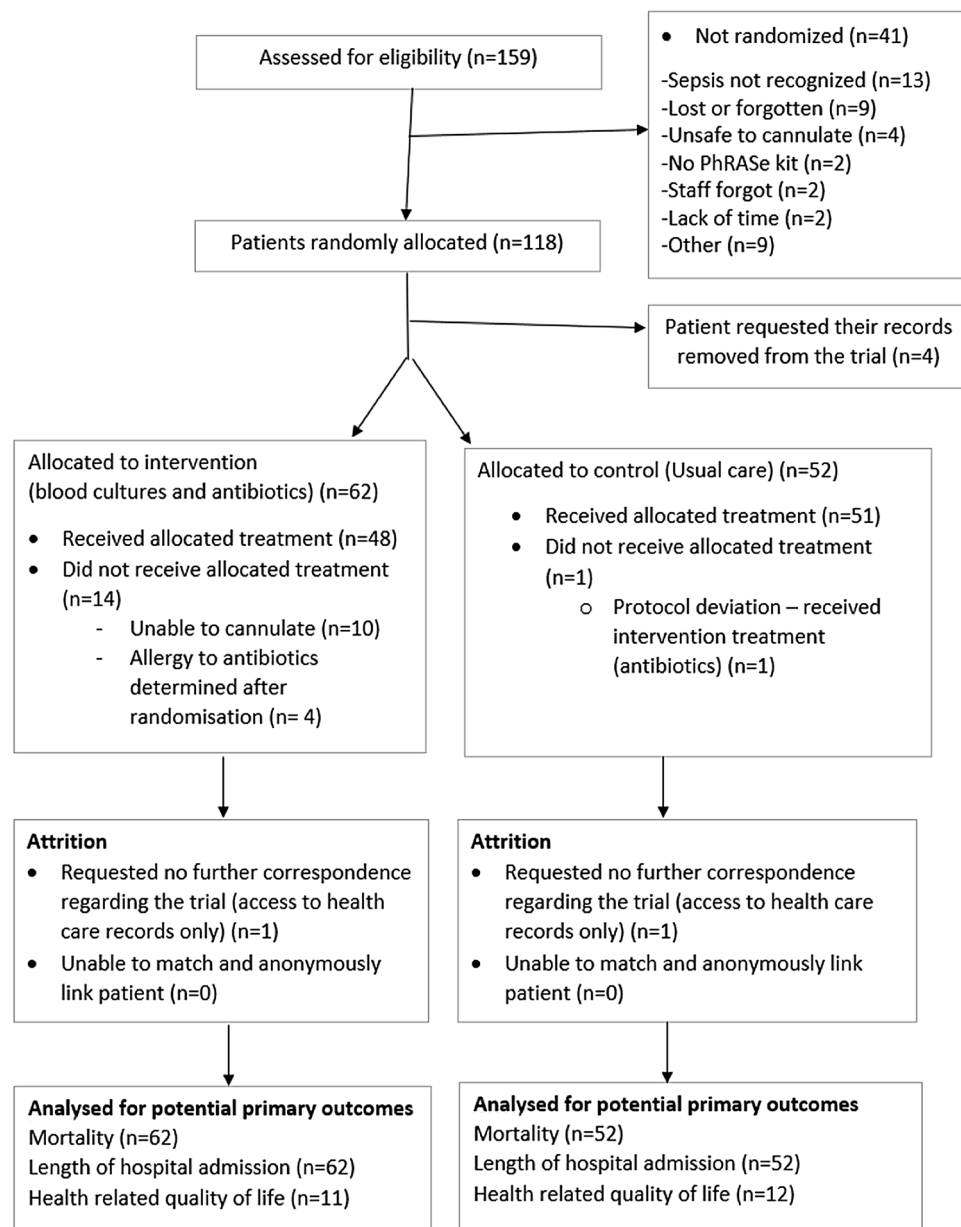 Assessed for eligibility (n=159)
● Not randomized (n=41)
-Sepsis not recognized (n=13)
-Lost or forgotten (n=9)
-Unsafe to cannulate (n=4)
-No PhRASe kit (n=2)
-Staff forgot (n=2)
-Lack of time (n=2)
-Other (n=9)
Patients randomly allocated (n=118)
Patient requested their records
removed from the trial (n=4)
Allocated to intervention
(blood cultures and antibiotics) (n=62)
● Received allocated treatment (n=48)
● Did not receive allocated treatment
(n=14)
- Unable to cannulate (n=10)
- Allergy to antibiotics
determined after
randomisation (n= 4)
Allocated to control (Usual care) (n=52)
● Received allocated treatment (n=51)
● Did not receive allocated treatment
(n=1)
o Protocol deviation – received
intervention treatment
(antibiotics) (n=1)
Attrition
● Requested no further correspondence
regarding the trial (access to health
care records only) (n=1)
● Unable to match and anonymously
link patient (n=0)
Attrition
● Requested no further correspondence
regarding the trial (access to health care
records only) (n=1)
● Unable to match and anonymously link
patient (n=0)
Analysed for potential primary outcomes
Mortality (n=62)
Length of hospital admission (n=62)
Health related quality of life (n=11)
Analysed for potential primary outcomes
Mortality (n=52)
Length of hospital admission (n=52)
Health related quality of life (n=12)